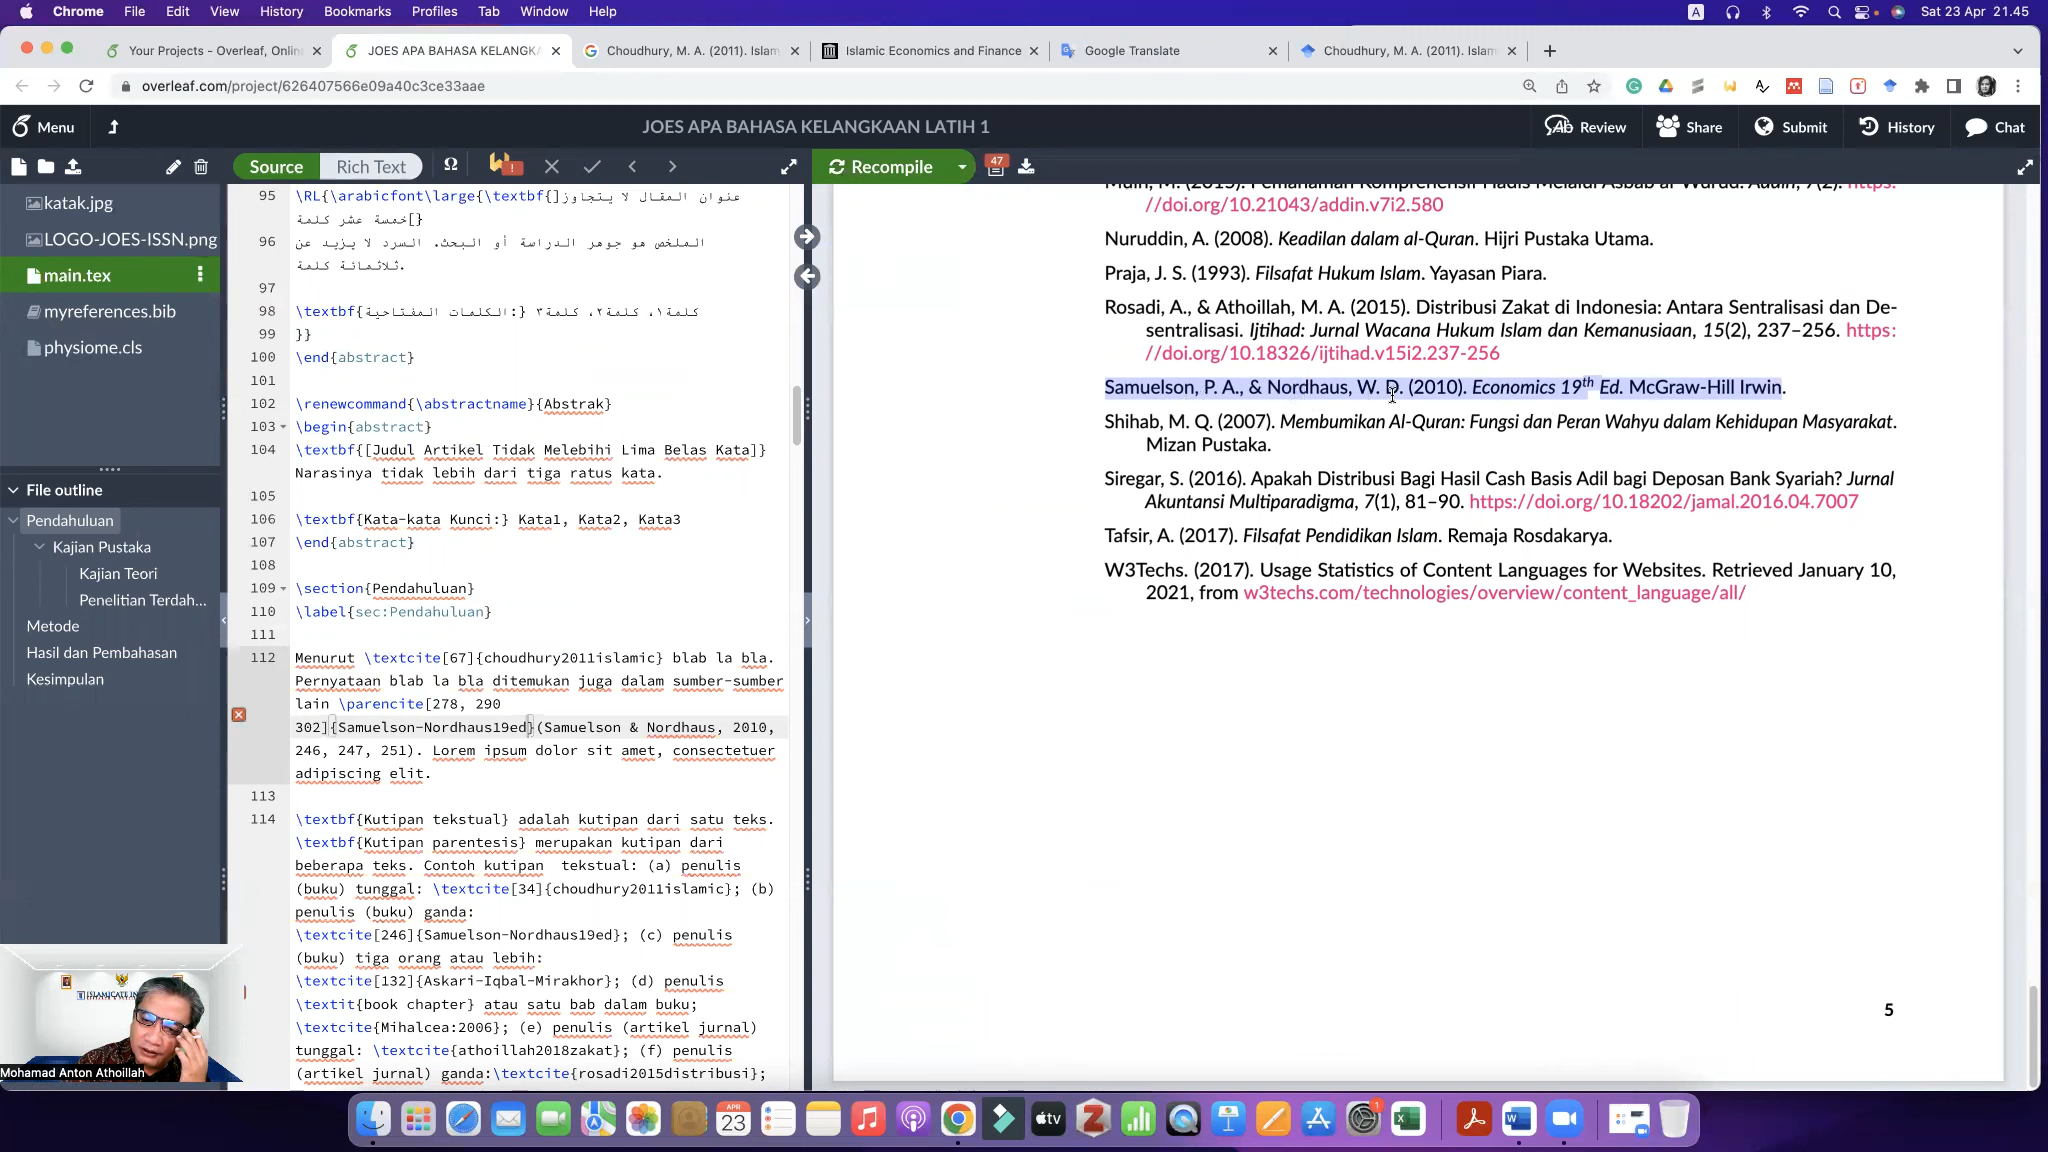 Chrome File Edit View History Bookmarks Profiles Tab Window Help
A Sat 23 Apr 21.45
Your Projects - Overleaf, Onlin
JOES APA BAHASA KELANGKA
Choudhury, M. A. (2011). Islam
Islamic Economics and Finance
Google Translate
Choudhury, M. A. (2011). Islam
overleaf.com/project/626407566e09a40c3ce33aae
Menu
JOES APA BAHASA KELANGKAAN LATIH 1
Review Share Submit History Chat
Source Rich Text Ω
Recompile 47
katak.jpg
LOGO-JOES-ISSN.png
main.tex
myreferences.bib
physiome.cls
File outline
Pendahuluan
Kajian Pustaka
Kajian Teori
Penelitian Terdah...
Metode
Hasil dan Pembahasan
Kesimpulan
95 \RL{\arabicfont\large{\textbf{[عنوان المقال لا يتجاوز
خمسة عشر كلمة]}
96 الملخص هو جوهر الدراسة أو البحث. السرد لا يزيد عن
ثلاثمائة كلمة.
97
98 \textbf{الكلمات المفتاحية:} كلمة١، كلمة٢، كلمة٣
99 }}
100 \end{abstract}
101
102 \renewcommand{\abstractname}{Abstrak}
103 \begin{abstract}
104 \textbf{[Judul Artikel Tidak Melebihi Lima Belas Kata]}
Narasinya tidak lebih dari tiga ratus kata.
105
106 \textbf{Kata-kata Kunci:} Kata1, Kata2, Kata3
107 \end{abstract}
108
109 \section{Pendahuluan}
110 \label{sec:Pendahuluan}
111
112 Menurut \textcite[67]{choudhury2011islamic} blab la bla.
Pernyataan blab la bla ditemukan juga dalam sumber-sumber
lain \parencite[278, 290
302]{Samuelson-Nordhaus19ed}(Samuelson & Nordhaus, 2010,
246, 247, 251). Lorem ipsum dolor sit amet, consectetuer
adipiscing elit.
113
114 \textbf{Kutipan tekstual} adalah kutipan dari satu teks.
\textbf{Kutipan parentesis} merupakan kutipan dari
beberapa teks. Contoh kutipan tekstual: (a) penulis
(buku) tunggal: \textcite[34]{choudhury2011islamic}; (b)
penulis (buku) ganda:
\textcite[246]{Samuelson-Nordhaus19ed}; (c) penulis
(buku) tiga orang atau lebih:
\textcite[132]{Askari-Iqbal-Mirakhor}; (d) penulis
\textit{book chapter} atau satu bab dalam buku;
\textcite{Mihalcea:2006}; (e) penulis (artikel jurnal)
tunggal: \textcite{athoillah2018zakat}; (f) penulis
(artikel jurnal) ganda:\textcite{rosadi2015distribusi};
//doi.org/10.21043/addin.v7i2.580
Nuruddin, A. (2008). Keadilan dalam al-Quran. Hijri Pustaka Utama.
Praja, J. S. (1993). Filsafat Hukum Islam. Yayasan Piara.
Rosadi, A., & Athoillah, M. A. (2015). Distribusi Zakat di Indonesia: Antara Sentralisasi dan De-
sentralisasi. Ijtihad: Jurnal Wacana Hukum Islam dan Kemanusiaan, 15(2), 237–256. https:
//doi.org/10.18326/ijtihad.v15i2.237-256
Samuelson, P. A., & Nordhaus, W. D. (2010). Economics 19th Ed. McGraw-Hill Irwin.
Shihab, M. Q. (2007). Membumikan Al-Quran: Fungsi dan Peran Wahyu dalam Kehidupan Masyarakat.
Mizan Pustaka.
Siregar, S. (2016). Apakah Distribusi Bagi Hasil Cash Basis Adil bagi Deposan Bank Syariah? Jurnal
Akuntansi Multiparadigma, 7(1), 81–90. https://doi.org/10.18202/jamal.2016.04.7007
Tafsir, A. (2017). Filsafat Pendidikan Islam. Remaja Rosdakarya.
W3Techs. (2017). Usage Statistics of Content Languages for Websites. Retrieved January 10,
2021, from w3techs.com/technologies/overview/content_language/all/
5
Mohamad Anton Athoillah
APR
23
tv